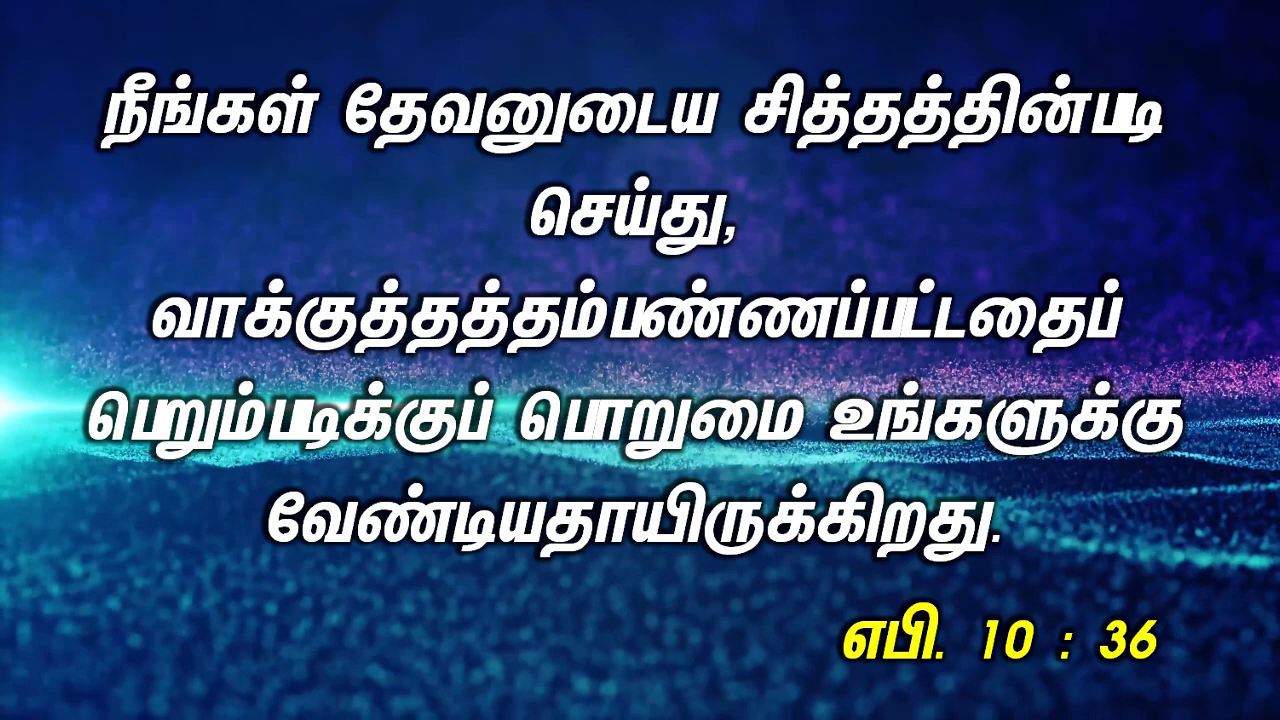 நீங்கள் தேவனுடைய சித்தத்தின்படி
செய்து,
வாக்குத்தத்தம்பண்ணப்பட்டதைப்
பெறும்படிக்குப் பொறுமை உங்களுக்கு
வேண்டியதாயிருக்கிறது.
எபி. 10 : 36